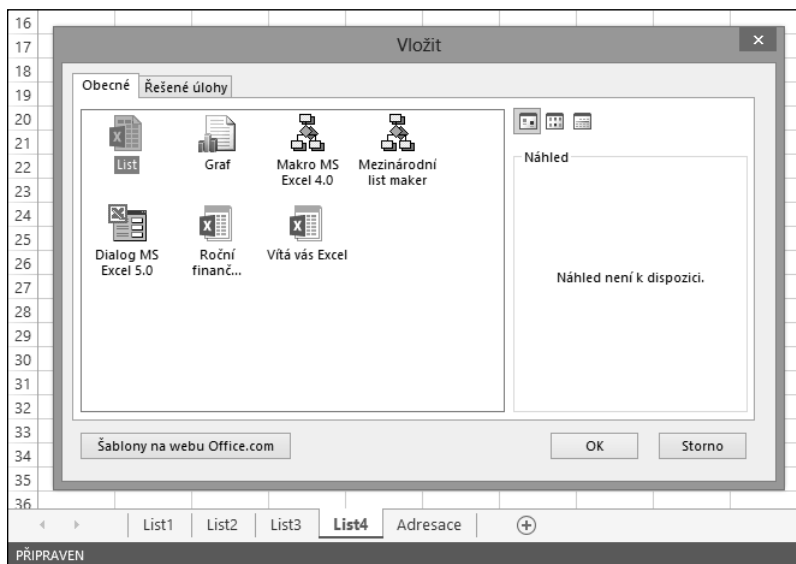 16
17
18
19
20
21
22
23
24
25
26
27
28
29
30
31
32
33
34
35
36
Vložit
Obecné Řešené úlohy
List
Graf
Makro MS
Excel 4.0
Mezinárodní
list maker
Dialog MS
Excel 5.0
Roční
finanč...
Vítá vás Excel
Náhled
Náhled není k dispozici.
Šablony na webu Office.com
OK
Storno
List1 List2 List3 List4 Adresace
PŘIPRAVEN